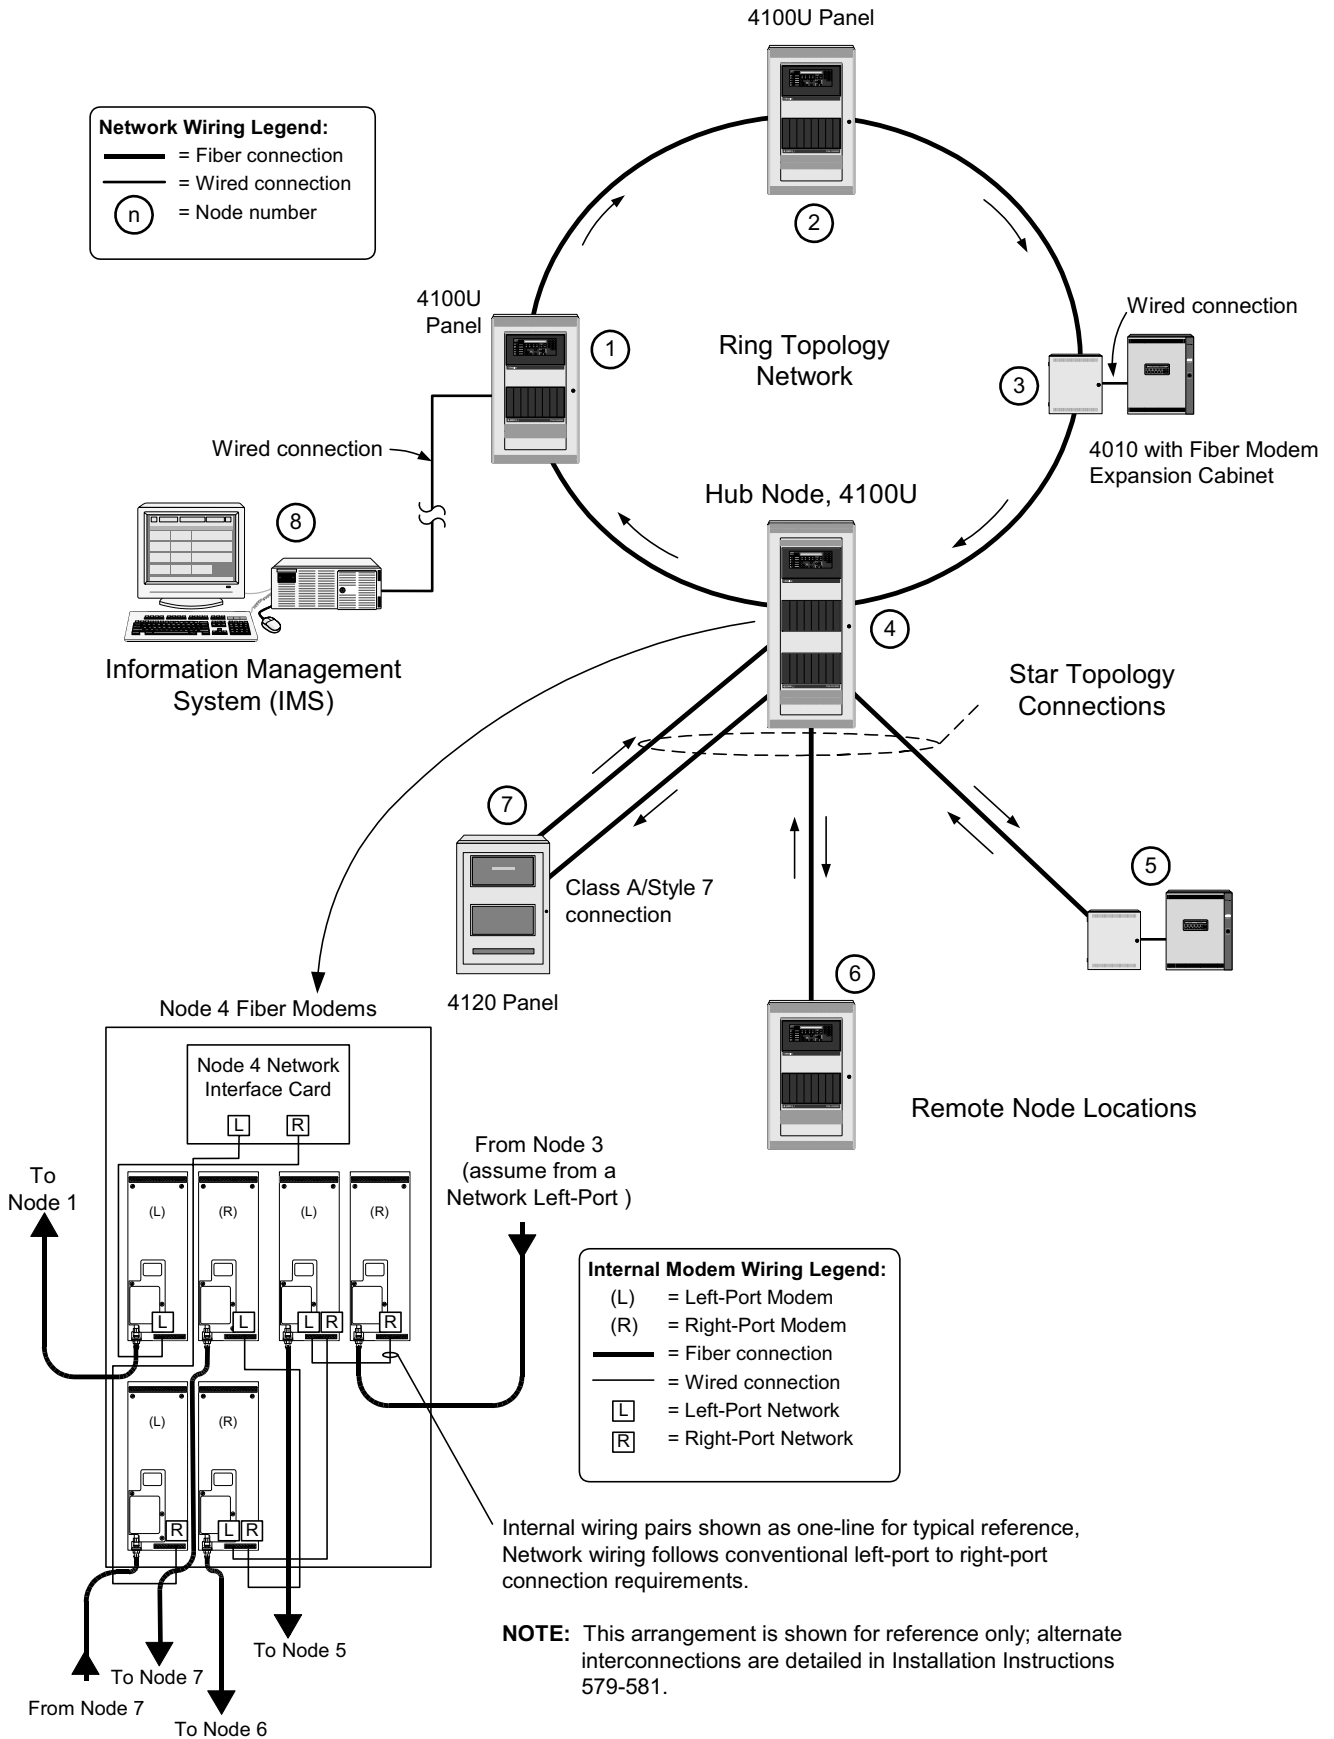 4100U Panel
Network Wiring Legend:
= Fiber connection
= Wired connection
n = Node number
2
4100U
Panel
1
Wired connection
Ring Topology
Network
3
4010 with Fiber Modem
Expansion Cabinet
Wired connection
Hub Node, 4100U
8
4
Information Management
System (IMS)
Star Topology
Connections
7
5
Class A/Style 7
connection
6
4120 Panel
Node 4 Fiber Modems
Node 4 Network
Interface Card
L R
Remote Node Locations
From Node 3
(assume from a
Network Left-Port )
To
Node 1
(L) (R) (L) (R)
L L L R R
Internal Modem Wiring Legend:
(L) = Left-Port Modem
(R) = Right-Port Modem
= Fiber connection
= Wired connection
L = Left-Port Network
R = Right-Port Network
(L) (R)
R L R
Internal wiring pairs shown as one-line for typical reference,
Network wiring follows conventional left-port to right-port
connection requirements.
To Node 5
To Node 7
From Node 7
To Node 6
NOTE: This arrangement is shown for reference only; alternate
interconnections are detailed in Installation Instructions
579-581.